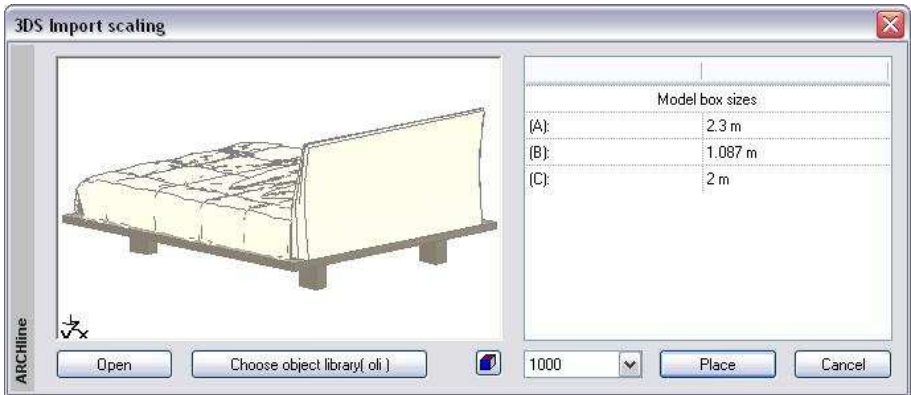 3DS Import scaling
Model box sizes
(A): 2.3 m
(B): 1.087 m
(C): 2 m
ARCHline
Open
Choose object library( oli )
1000
Place
Cancel